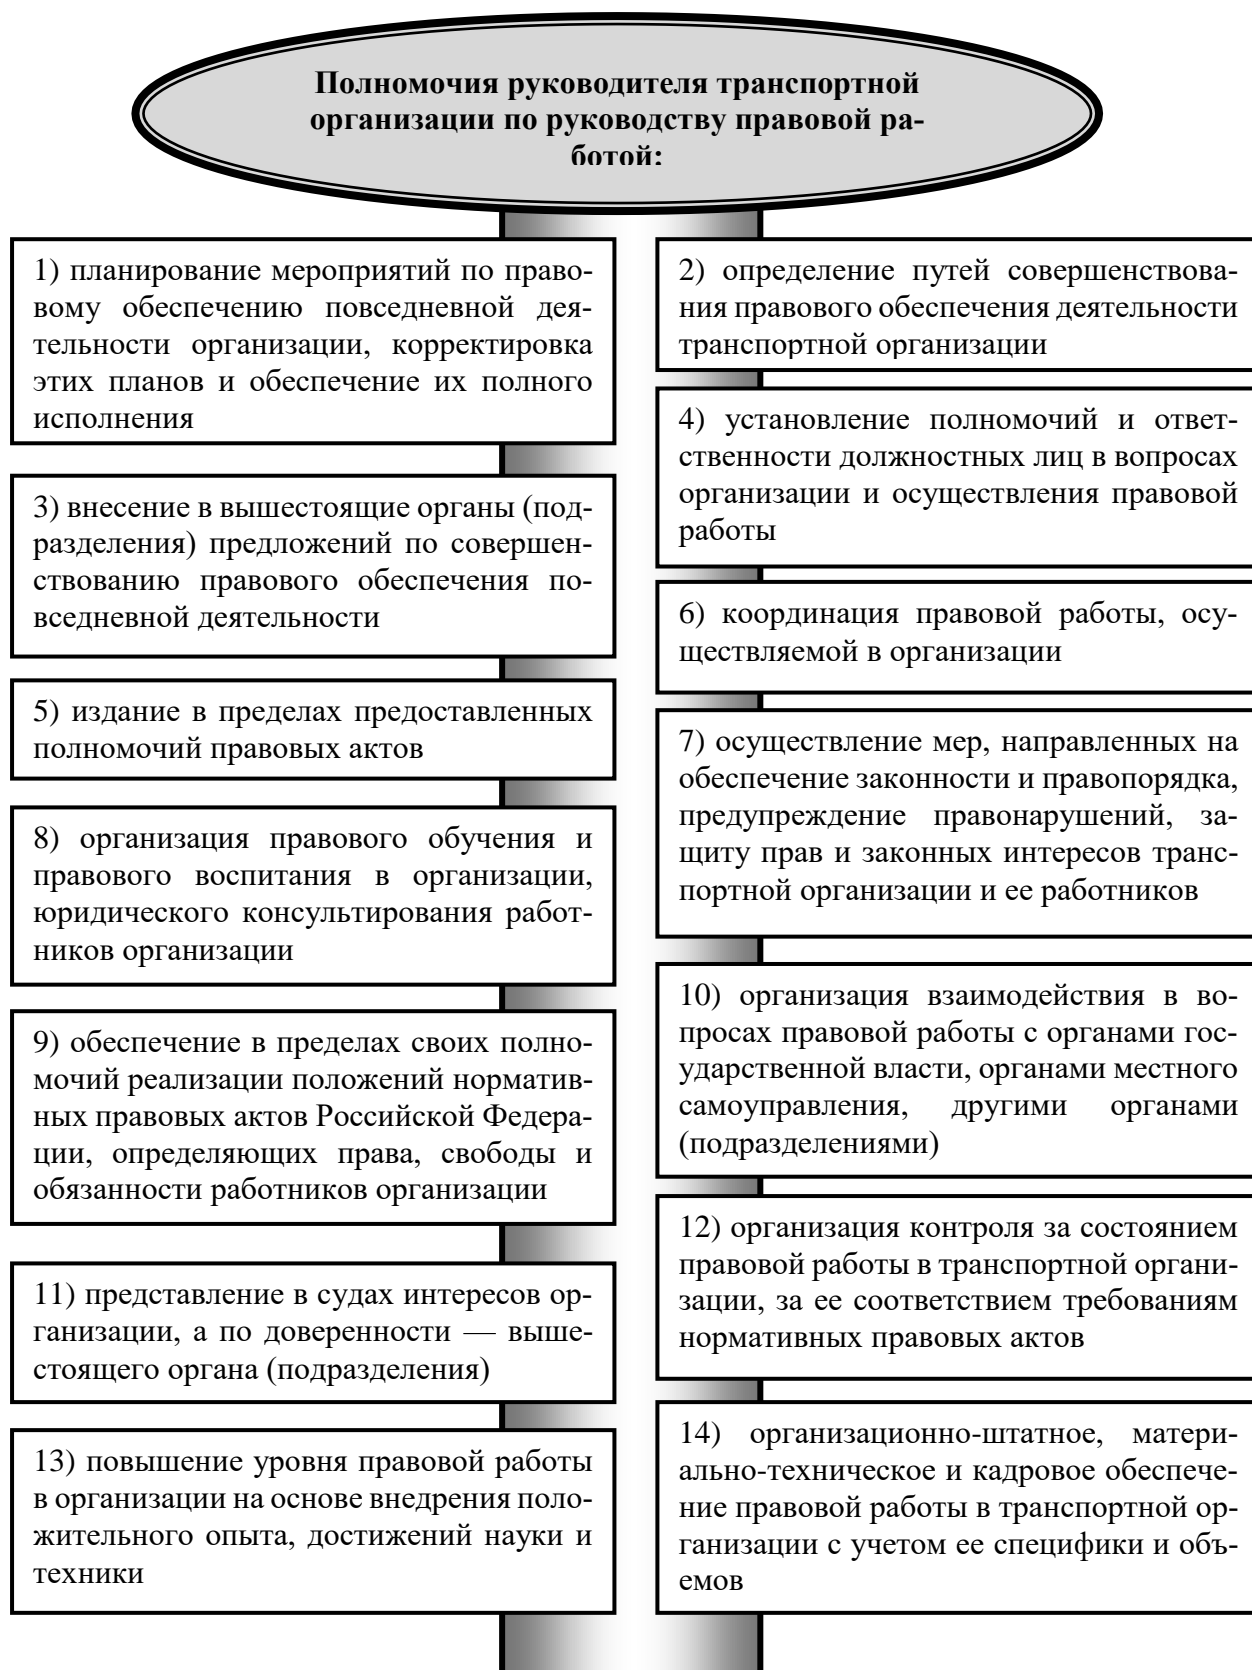 Полномочия руководителя транспортной
организации по руководству правовой ра-
ботой:
1) планирование мероприятий по право-
вому обеспечению повседневной дея-
тельности организации, корректировка
этих планов и обеспечение их полного
исполнения
2) определение путей совершенствова-
ния правового обеспечения деятельности
транспортной организации
3) внесение в вышестоящие органы (под-
разделения) предложений по совершен-
ствованию правового обеспечения по-
вседневной деятельности
4) установление полномочий и ответ-
ственности должностных лиц в вопросах
организации и осуществления правовой
работы
5) издание в пределах предоставленных
полномочий правовых актов
6) координация правовой работы, осу-
ществляемой в организации
7) осуществление мер, направленных на
обеспечение законности и правопорядка,
предупреждение правонарушений, за-
щиту прав и законных интересов транс-
портной организации и ее работников
8) организация правового обучения и
правового воспитания в организации,
юридического консультирования работ-
ников организации
9) обеспечение в пределах своих полно-
мочий реализации положений норматив-
ных правовых актов Российской Федера-
ции, определяющих права, свободы и
обязанности работников организации
10) организация взаимодействия в во-
просах правовой работы с органами гос-
ударственной власти, органами местного
самоуправления, другими органами
(подразделениями)
11) представление в судах интересов ор-
ганизации, а по доверенности — выше-
стоящего органа (подразделения)
12) организация контроля за состоянием
правовой работы в транспортной органи-
зации, за ее соответствием требованиям
нормативных правовых актов
13) повышение уровня правовой работы
в организации на основе внедрения поло-
жительного опыта, достижений науки и
техники
14) организационно-штатное, матери-
ально-техническое и кадровое обеспече-
ние правовой работы в транспортной ор-
ганизации с учетом ее специфики и объ-
емов